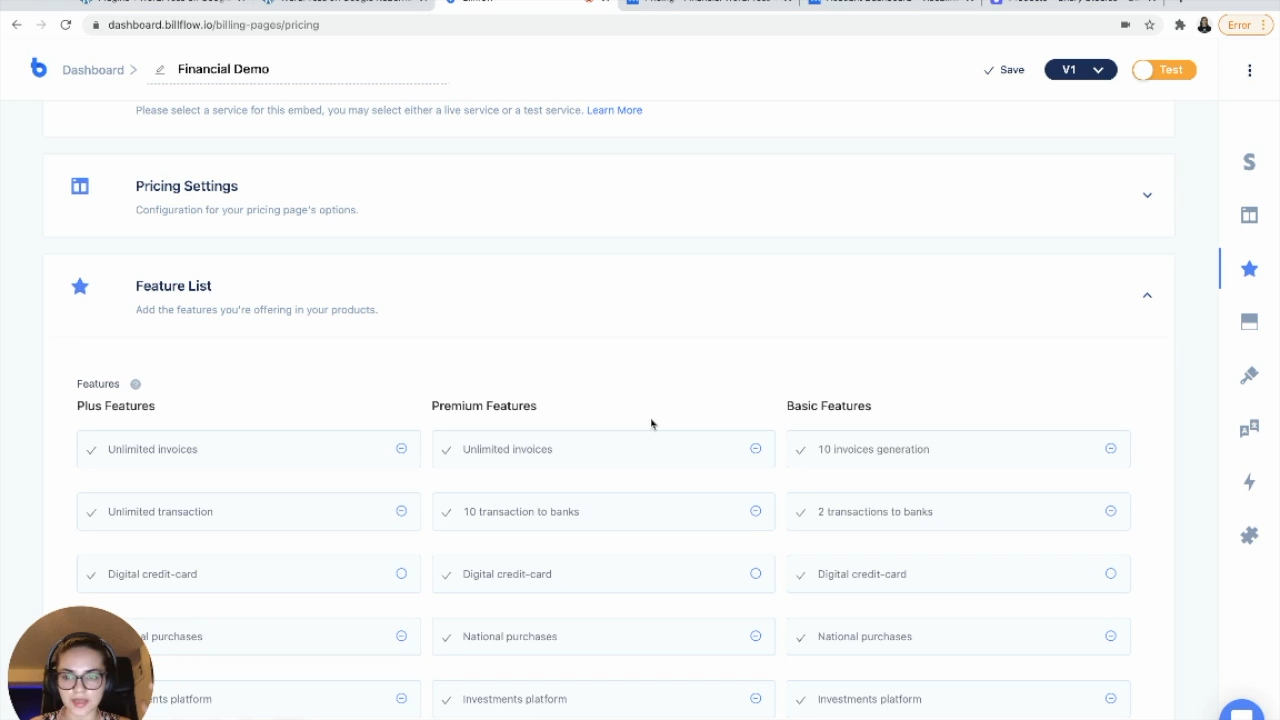 dashboard.billflow.io/billing-pages/pricing
Error
Dashboard
Financial Demo
Save
V1
Test
Please select a service for this embed, you may select either a live service or a test service. Learn More
Pricing Settings
Configuration for your pricing page's options.
Feature List
Add the features you're offering in your products.
Features
Plus Features
Premium Features
Basic Features
Unlimited invoices
Unlimited invoices
10 invoices generation
Unlimited transaction
10 transaction to banks
2 transactions to banks
Digital credit-card
Digital credit-card
Digital credit-card
purchases
National purchases
National purchases
platform
Investments platform
Investments platform